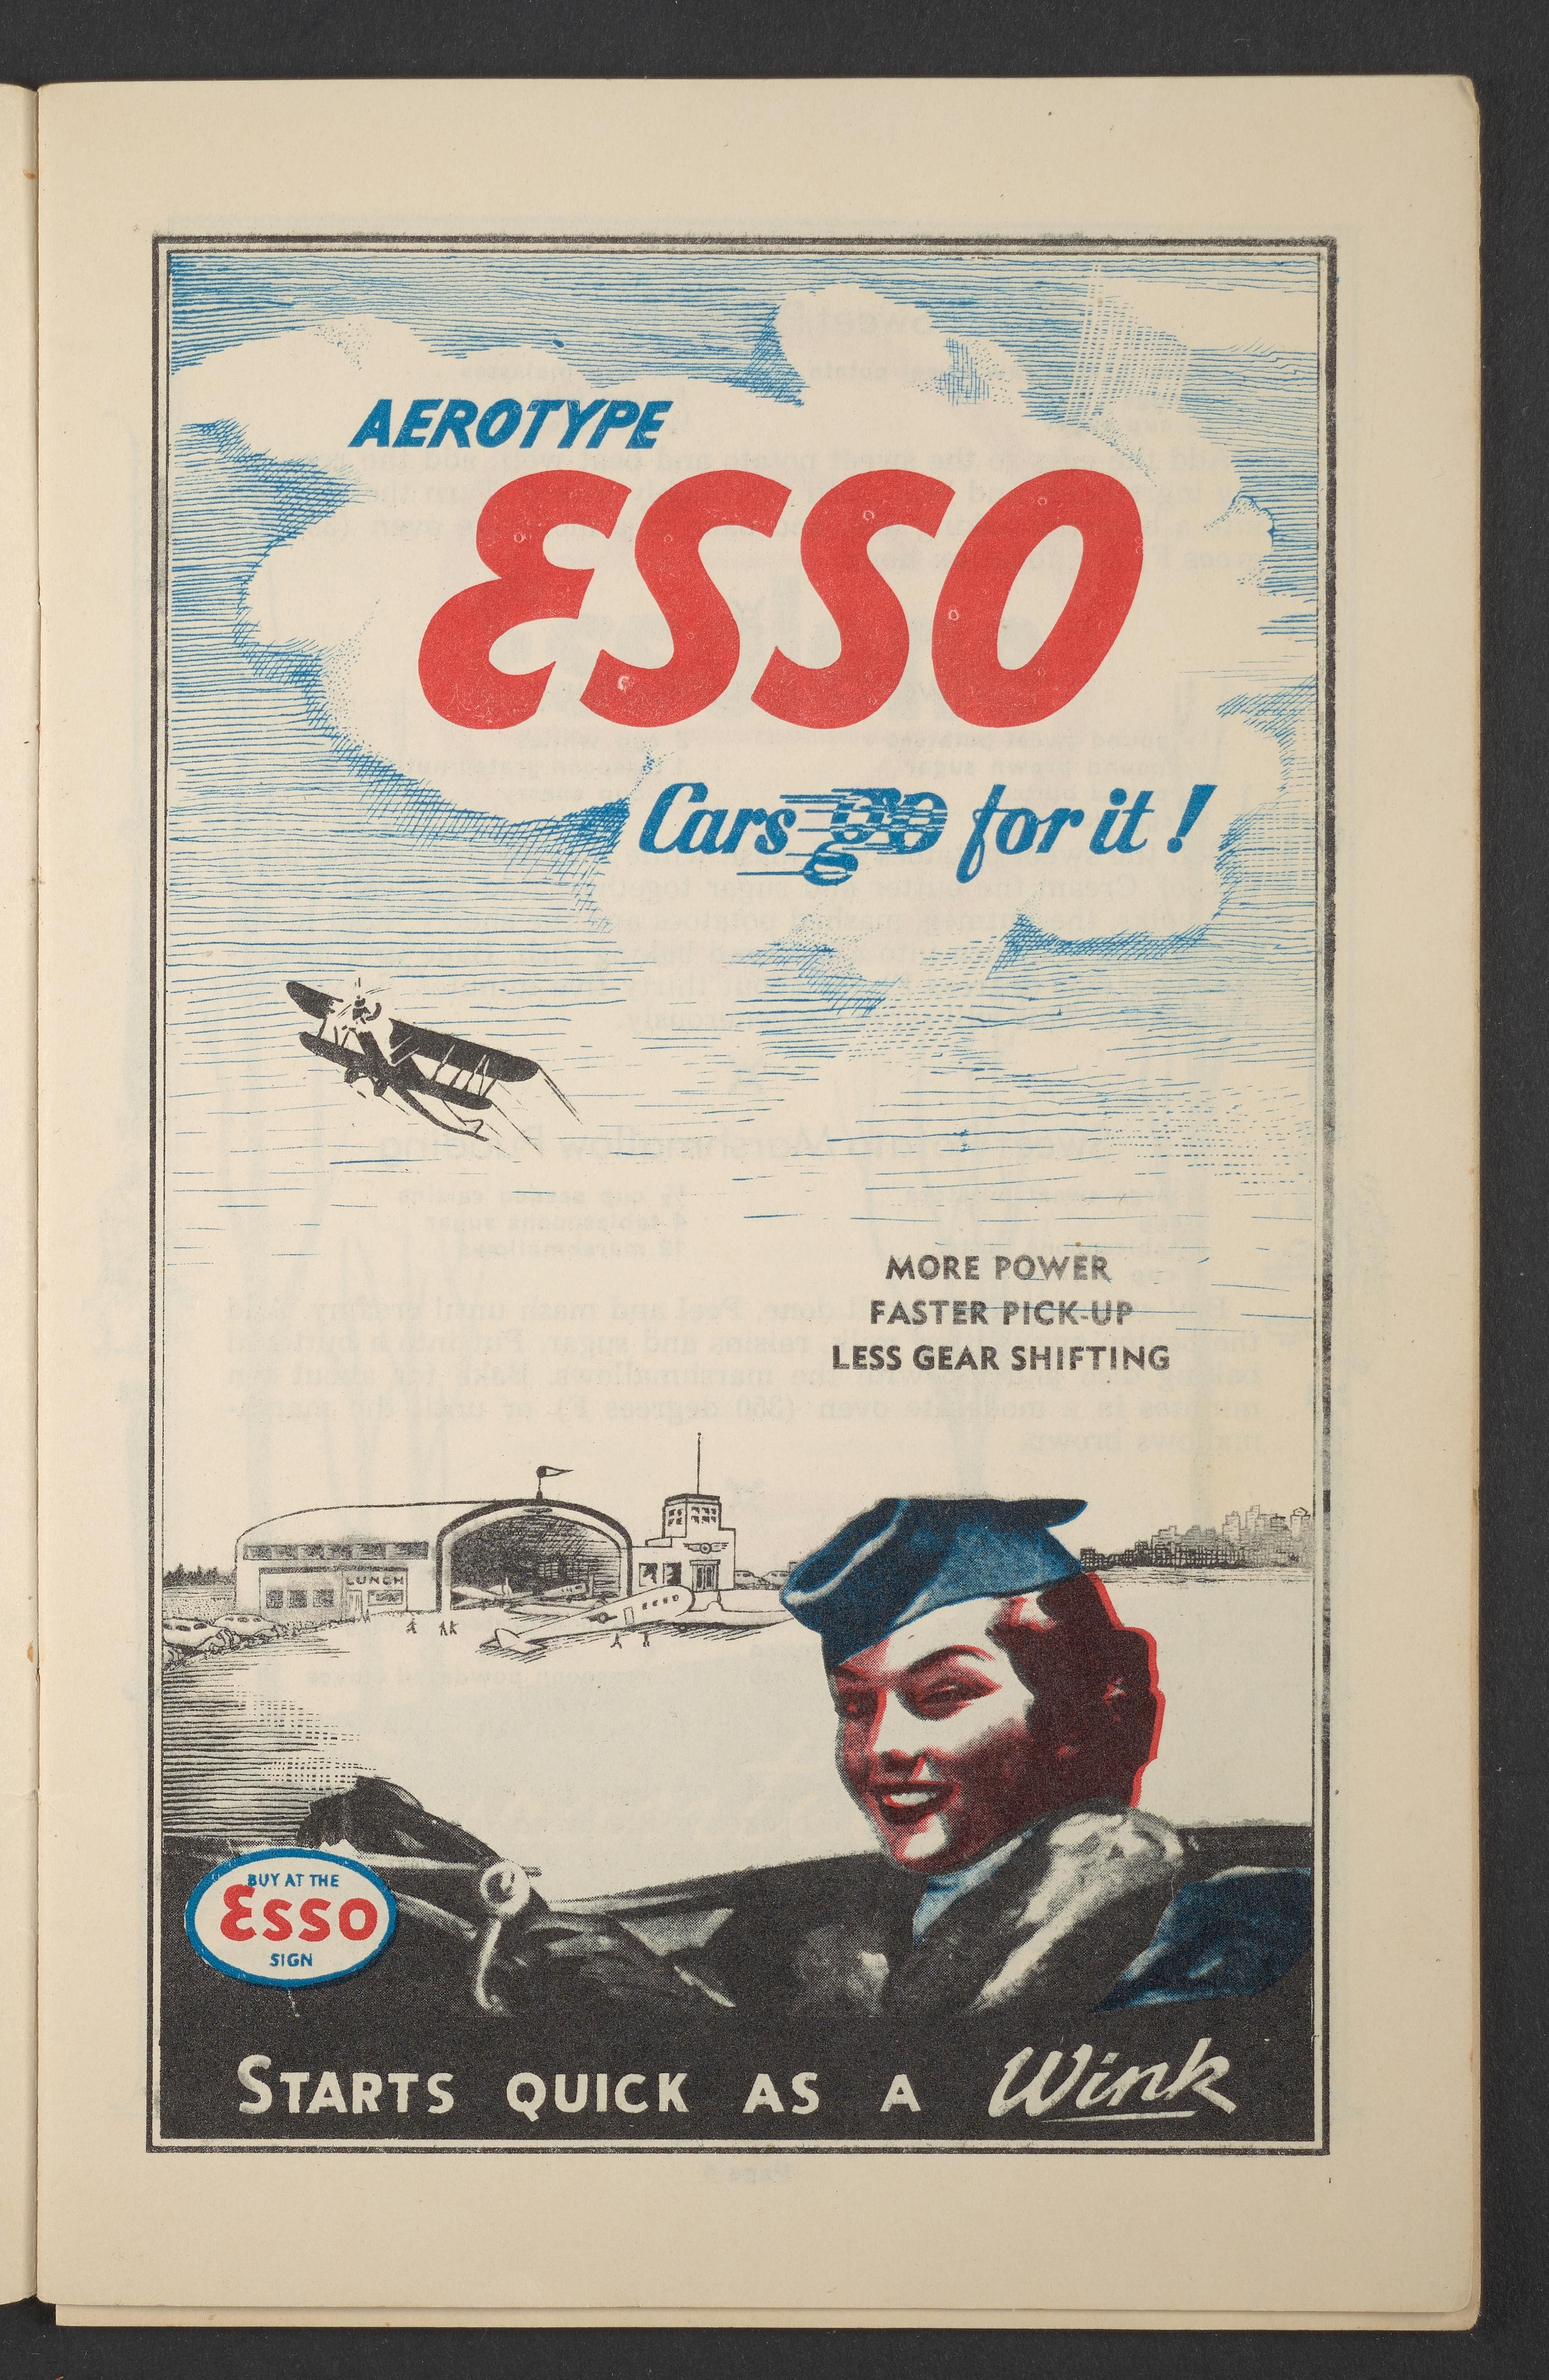 AEROTYPE
ESSO
Cars go for it!
MORE POWER
FASTER PICK-UP
LESS GEAR SHIFTING
LUNCH
BUY AT THE
ESSO
SIGN
STARTS QUICK AS A Wink